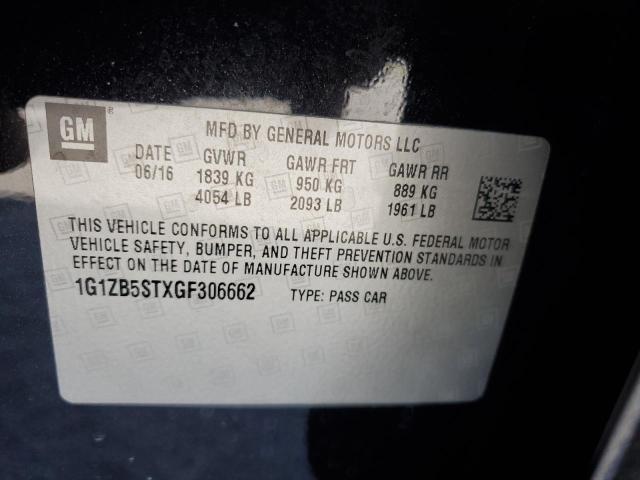 GM ®
MFD BY GENERAL MOTORS LLC
DATE GVWR GAWR FRT GAWR RR
06/16 1839 KG 950 KG 889 KG
4054 LB 2093 LB 1961 LB
THIS VEHICLE CONFORMS TO ALL APPLICABLE U.S. FEDERAL MOTOR
VEHICLE SAFETY, BUMPER, AND THEFT PREVENTION STANDARDS IN
EFFECT ON THE DATE OF MANUFACTURE SHOWN ABOVE.
1G1ZB5STXGF306662 TYPE: PASS CAR